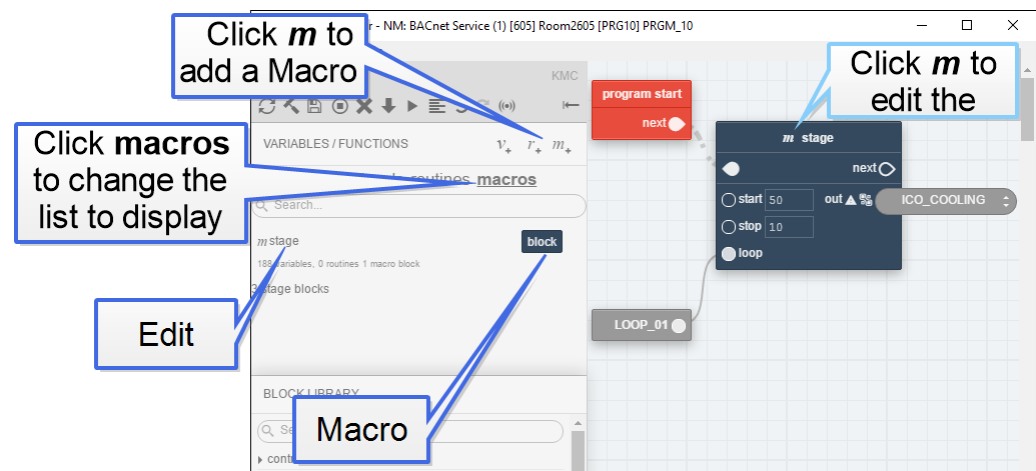 r - NM: BACnet Service (1) [605] Room2605 [PRG10] PRGM_10
Click m to
add a Macro
Click m to
edit the
KMC
program start
next
VARIABLES / FUNCTIONS
v+ r+ m+
Click macros
to change the
list to display
routines macros
Search...
m stage
next
start 50
out
ICO_COOLING
stop 10
loop
m stage
block
188 variables, 0 routines 1 macro block
3 stage blocks
LOOP_01
Edit
BLOCK LIBRARY
Macro